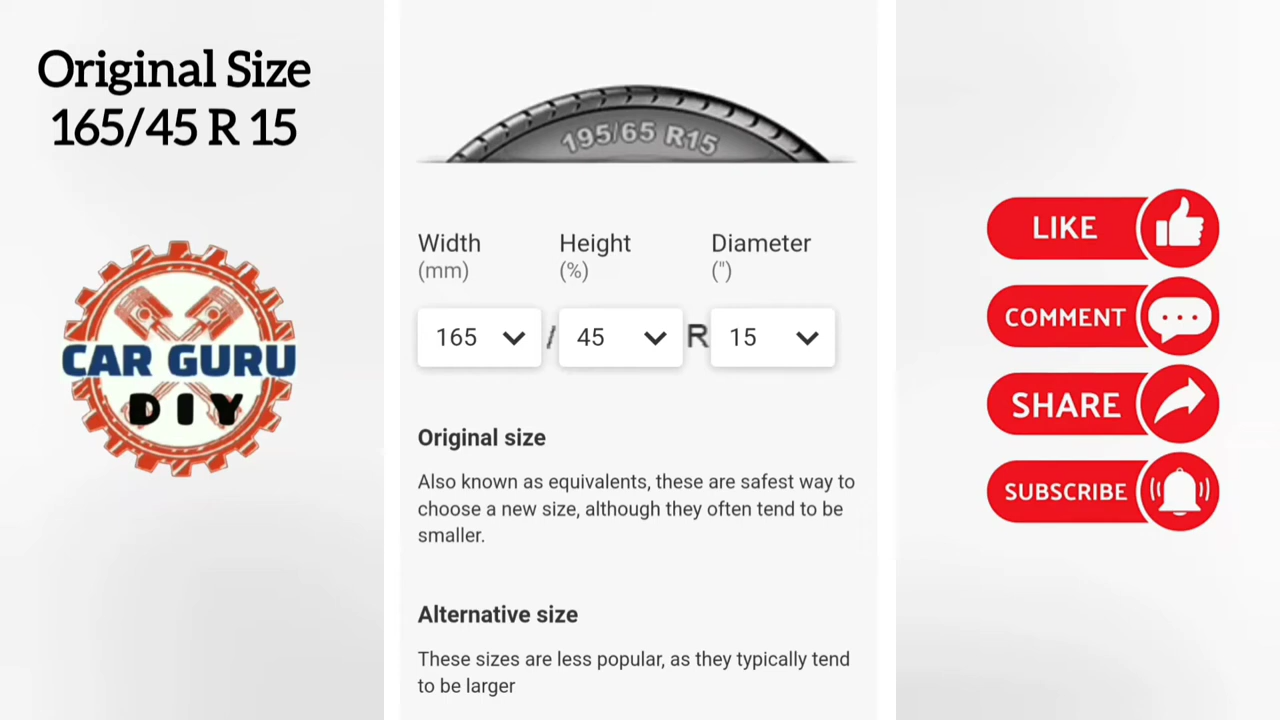 Original Size
165/45 R 15
CAR GURU
DIY
195/65 R15
Width
(mm)
Height
(%)
Diameter
(")
165 / 45 R 15
Original size
Also known as equivalents, these are safest way to
choose a new size, although they often tend to be
smaller.
Alternative size
These sizes are less popular, as they typically tend
to be larger
LIKE
COMMENT
SHARE
SUBSCRIBE